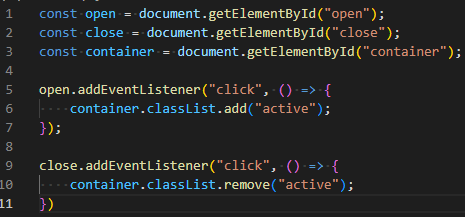 1 const open = document.getElementById("open");
2 const close = document.getElementById("close");
3 const container = document.getElementById("container");
4
5 open.addEventListener("click", () => {
6     container.classList.add("active");
7 });
8
9 close.addEventListener("click", () => {
10     container.classList.remove("active");
11 })